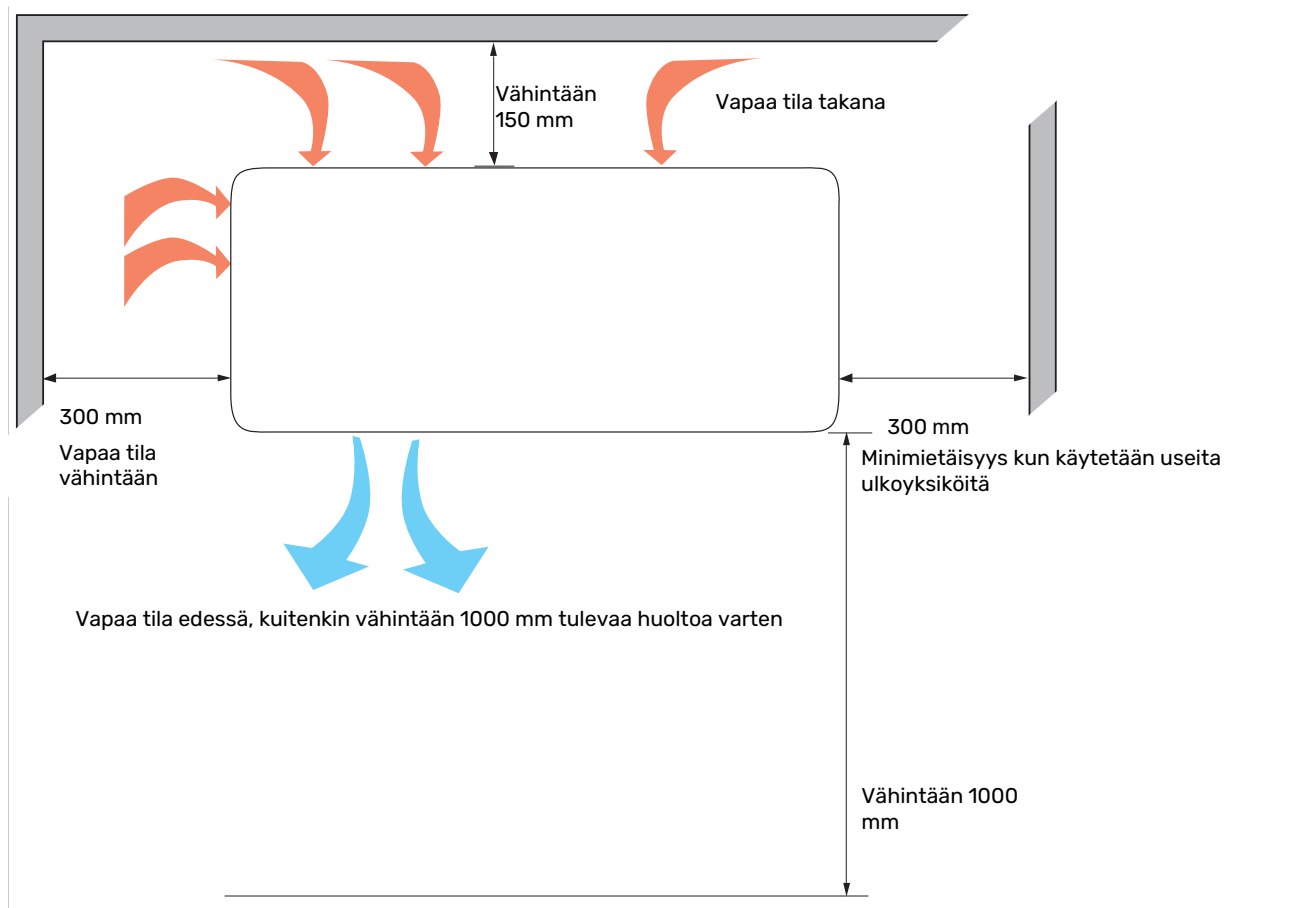 Vähintään
150 mm
Vapaa tila takana
300 mm
Vapaa tila
vähintään
300 mm
Minimietäisyys kun käytetään useita
ulkoyksiköitä
Vapaa tila edessä, kuitenkin vähintään 1000 mm tulevaa huoltoa varten
Vähintään 1000
mm